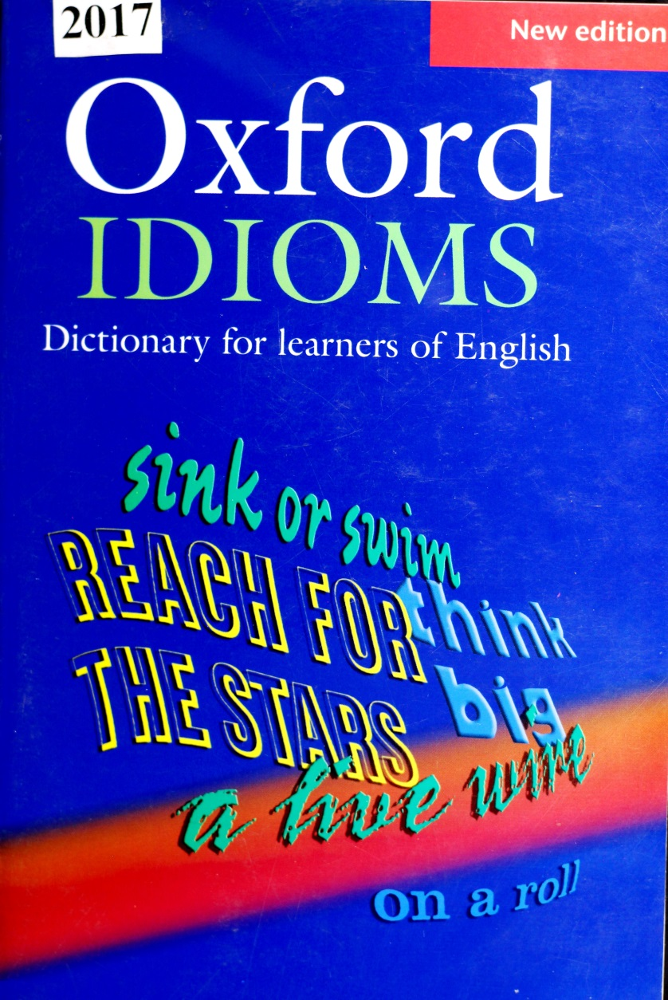 2017
New edition
Oxford
IDIOMS
Dictionary for learners of English
sink or swim
REACH FOR
THE STARS
think
big
a live wire
on a roll